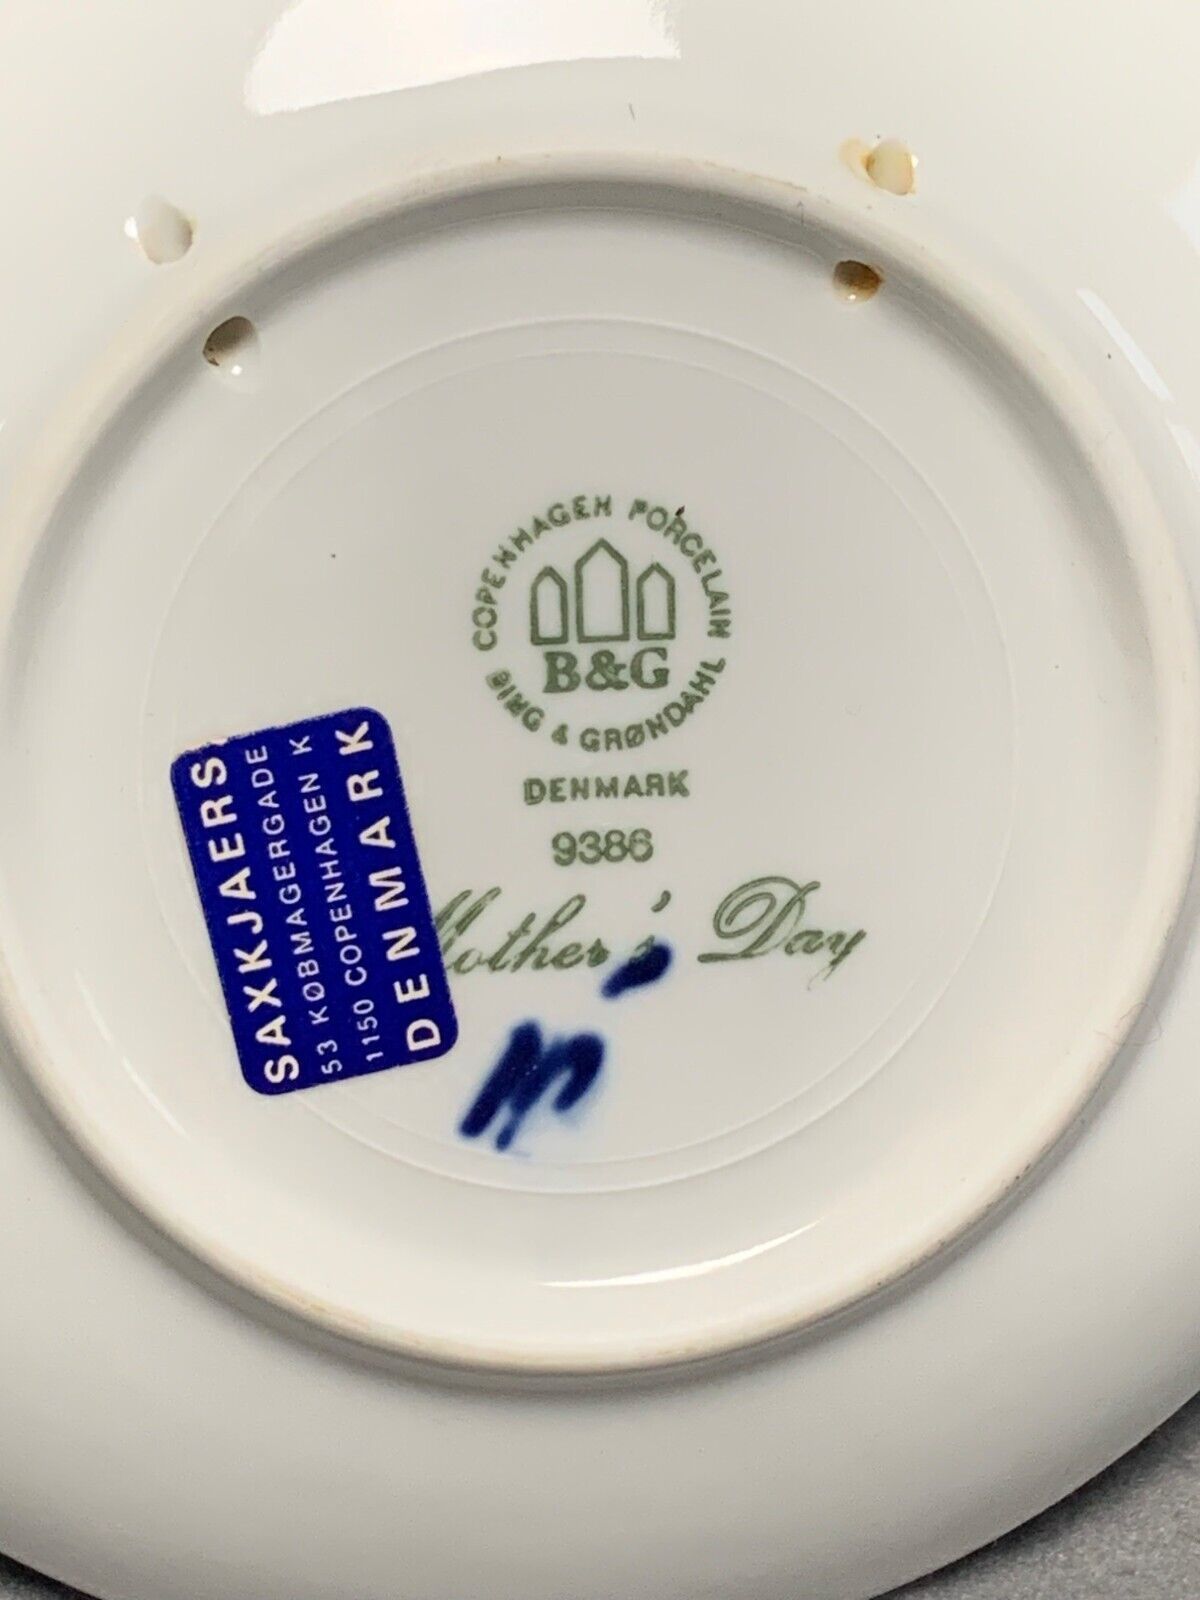 COPENHAGEN PORCELAIN
B&G
BING & GRØNDAHL
DENMARK
9386
Mother's Day
SAXKJAERS
53 KØBMAGERGADE
1150 COPENHAGEN K
DENMARK